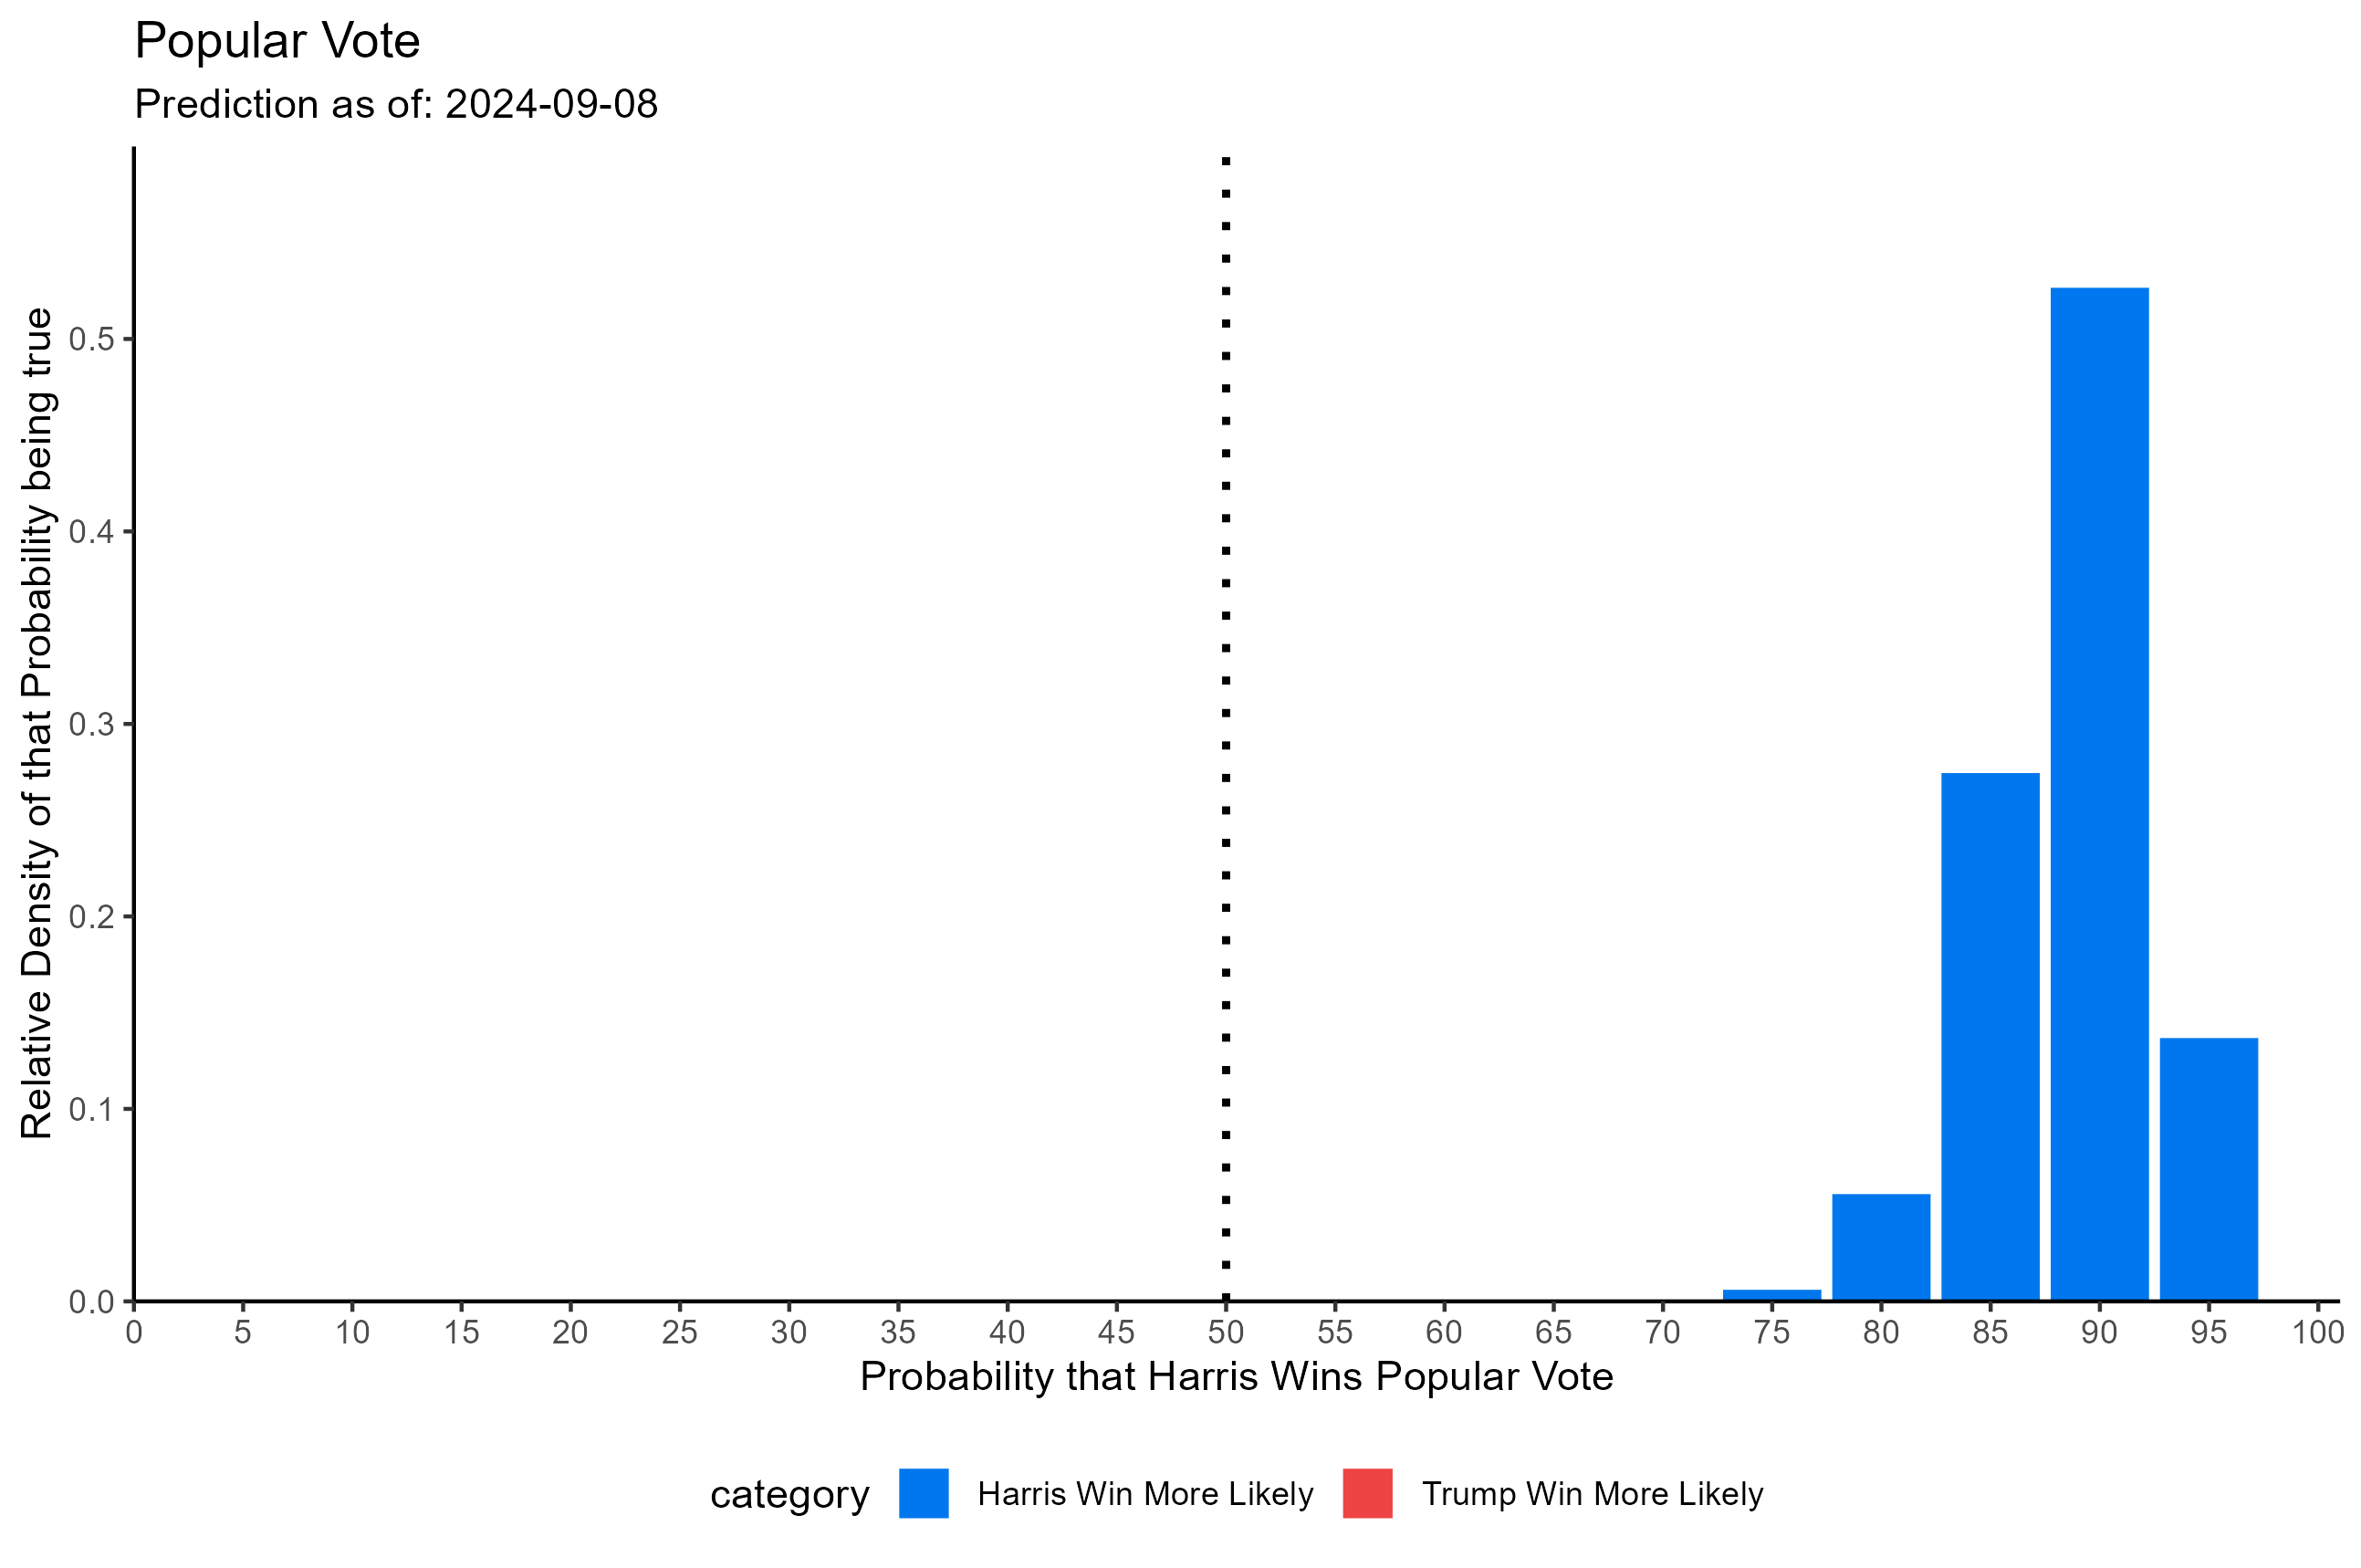 Popular Vote
Prediction as of: 2024-09-08
Relative Density of that Probability being true
0.5
0.4
0.3
0.2
0.1
0.0
0 5 10 15 20 25 30 35 40 45 50 55 60 65 70 75 80 85 90 95 100
Probability that Harris Wins Popular Vote
category Harris Win More Likely Trump Win More Likely